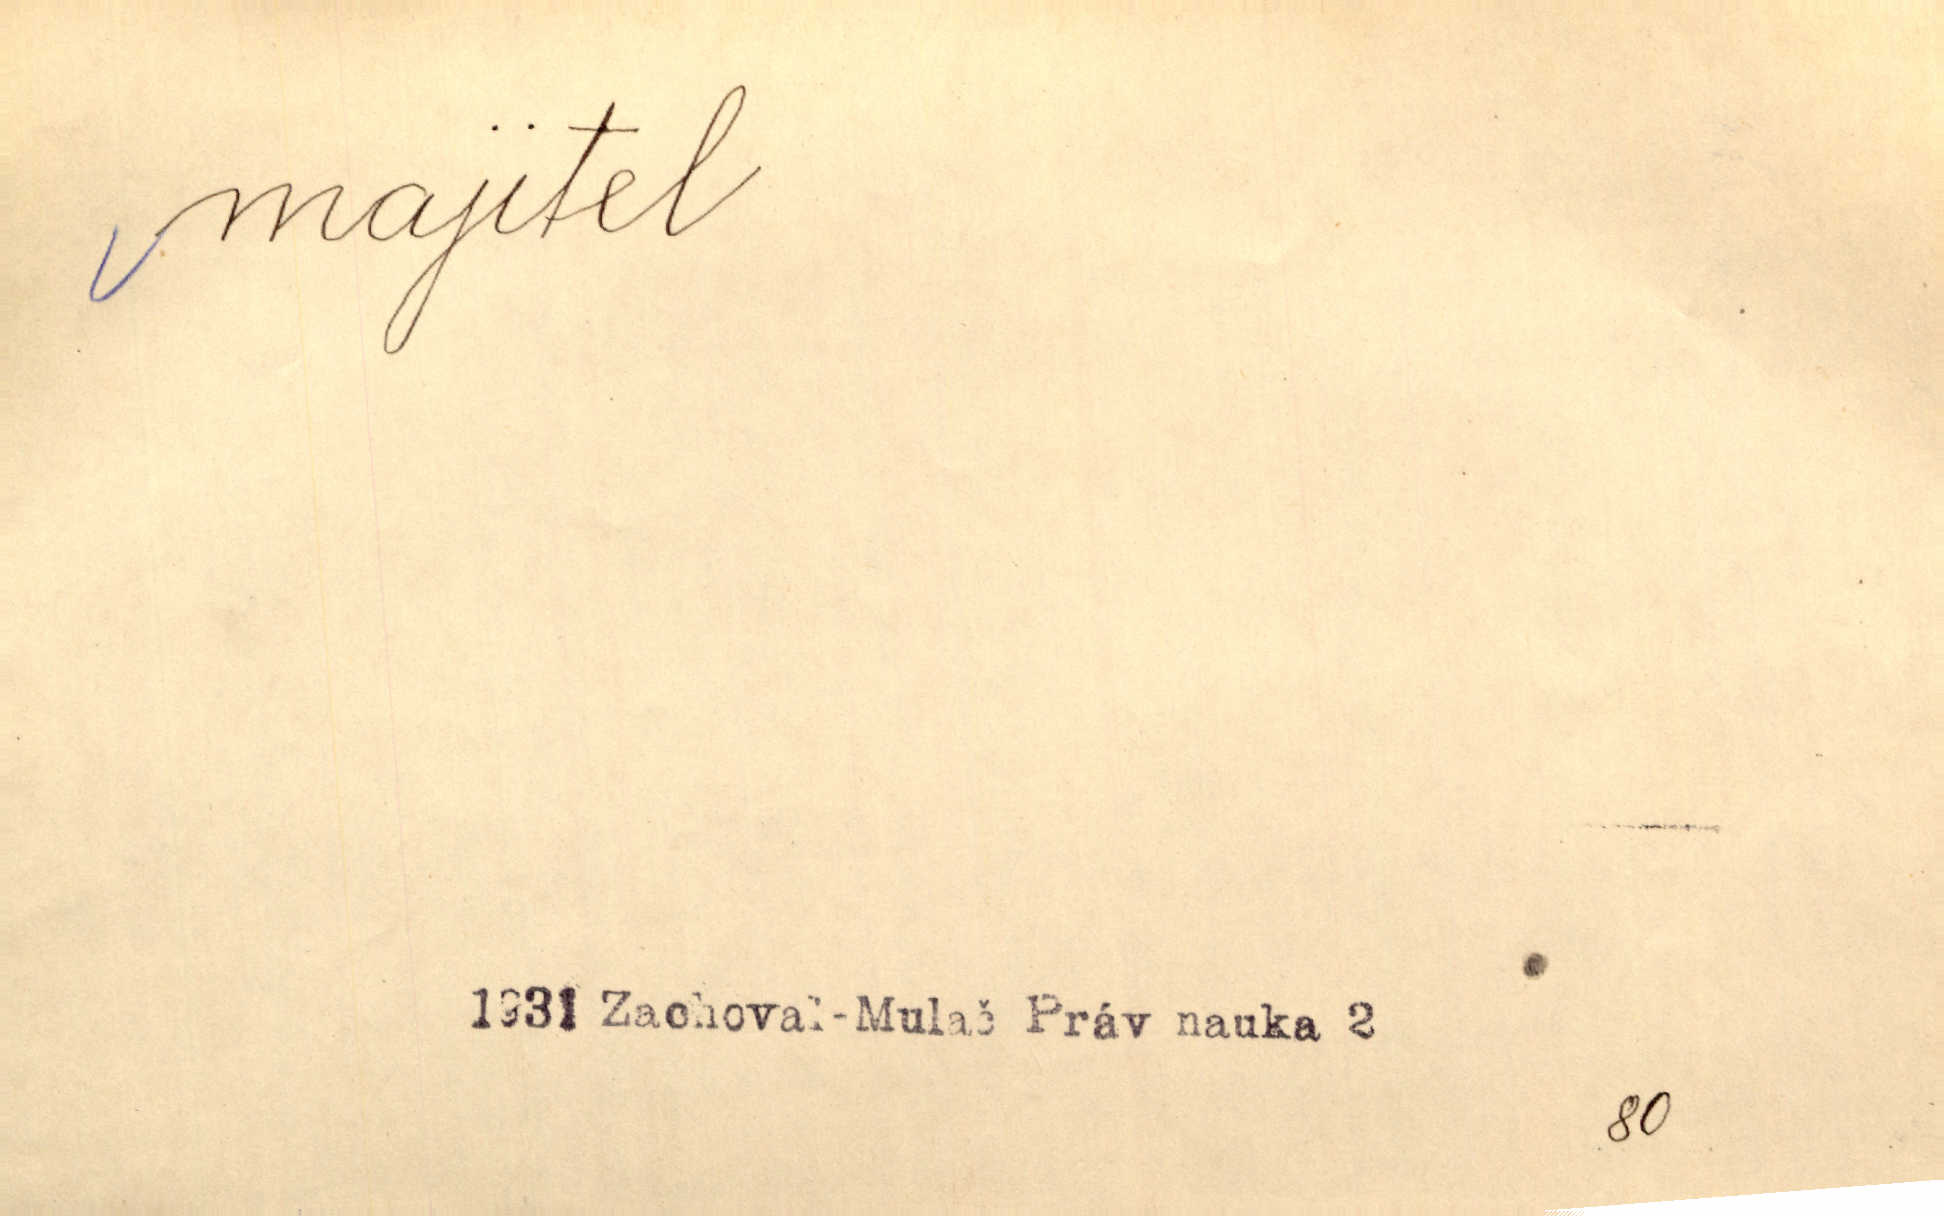 majitel
1931 Zachoval-Mulač Práv nauka 2
80